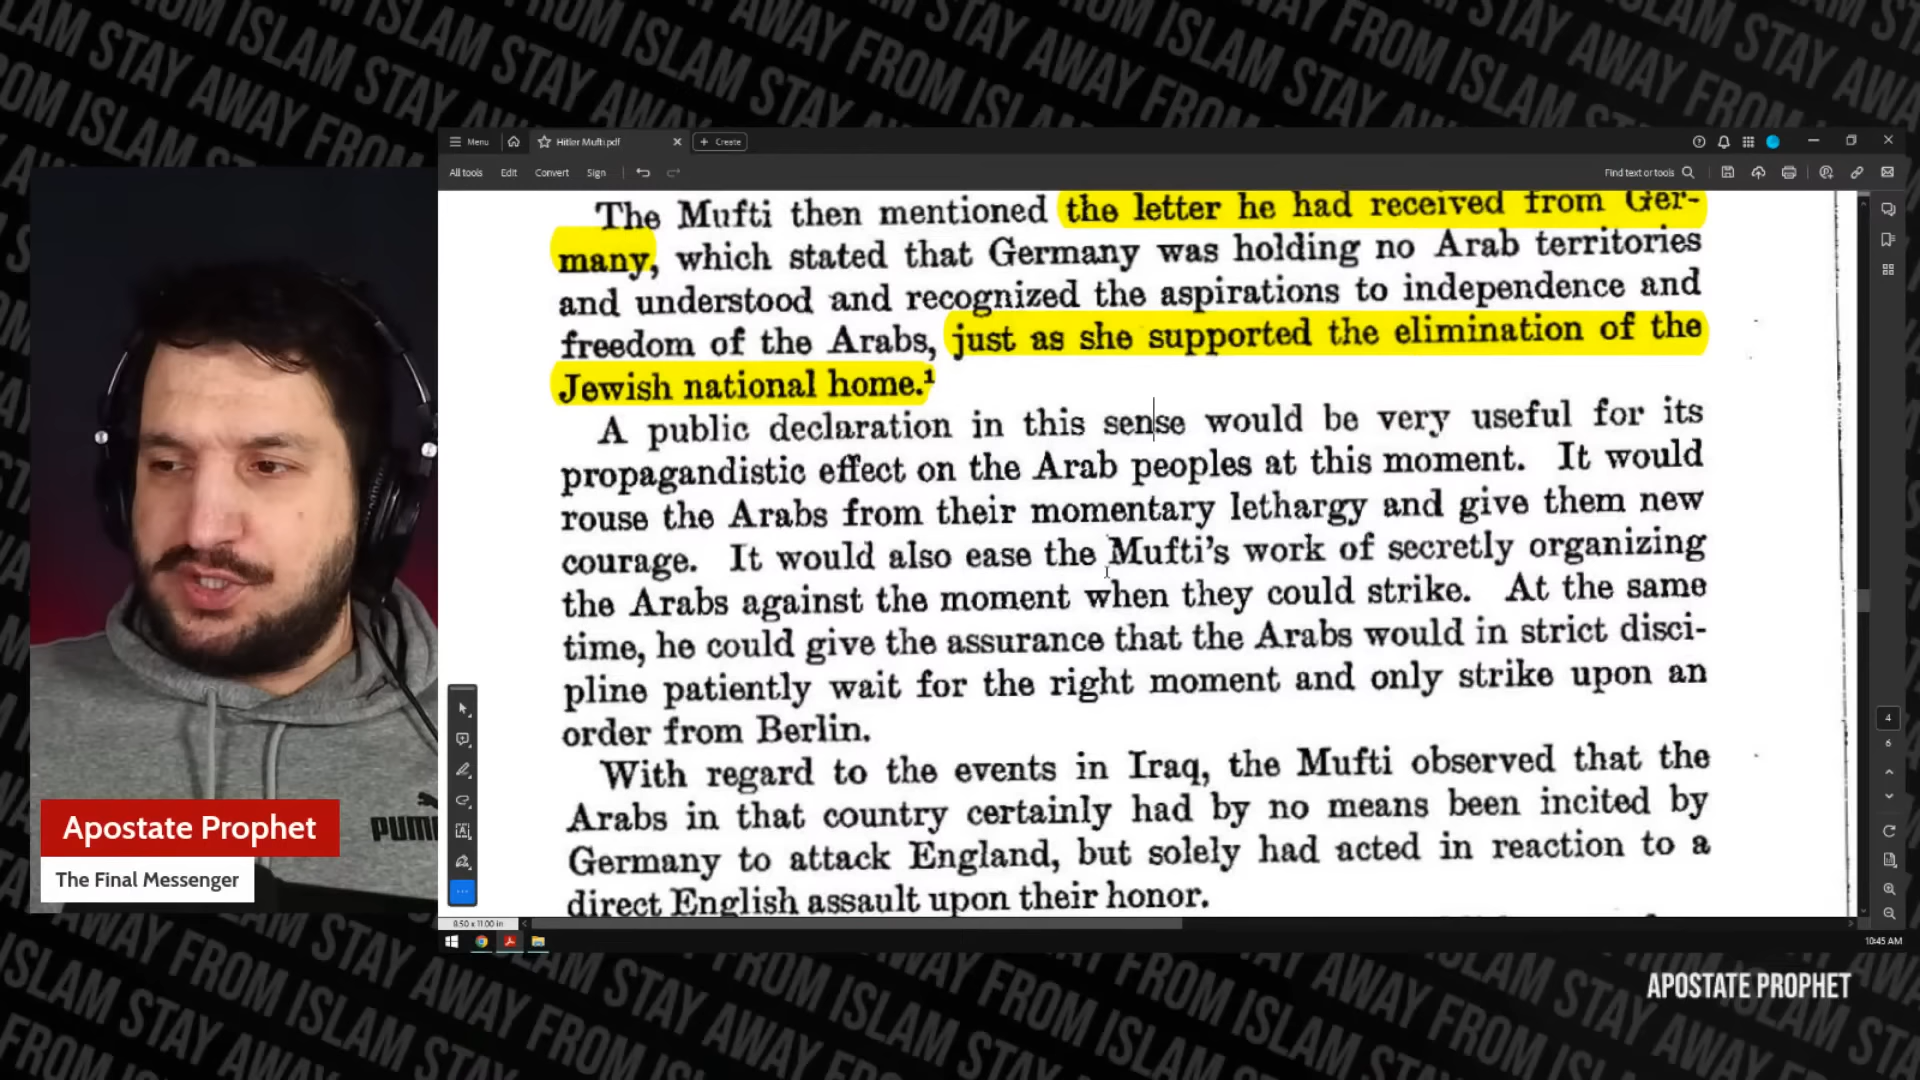 Menu
Hitler Mufti.pdf
Create
All tools
Edit
Convert
Sign
Find text or tools
The Mufti then mentioned the letter he had received from Ger-
many, which stated that Germany was holding no Arab territories
and understood and recognized the aspirations to independence and
freedom of the Arabs, just as she supported the elimination of the
Jewish national home.¹
A public declaration in this sense would be very useful for its
propagandistic effect on the Arab peoples at this moment. It would
rouse the Arabs from their momentary lethargy and give them new
courage. It would also ease the Mufti's work of secretly organizing
the Arabs against the moment when they could strike. At the same
time, he could give the assurance that the Arabs would in strict disci-
pline patiently wait for the right moment and only strike upon an
order from Berlin.
With regard to the events in Iraq, the Mufti observed that the
Arabs in that country certainly had by no means been incited by
Germany to attack England, but solely had acted in reaction to a
direct English assault upon their honor.
4
6
8.50 x 11.00 in
10:45 AM
PUM
Apostate Prophet
The Final Messenger
APOSTATE PROPHET
STAY AWAY FROM ISLAM